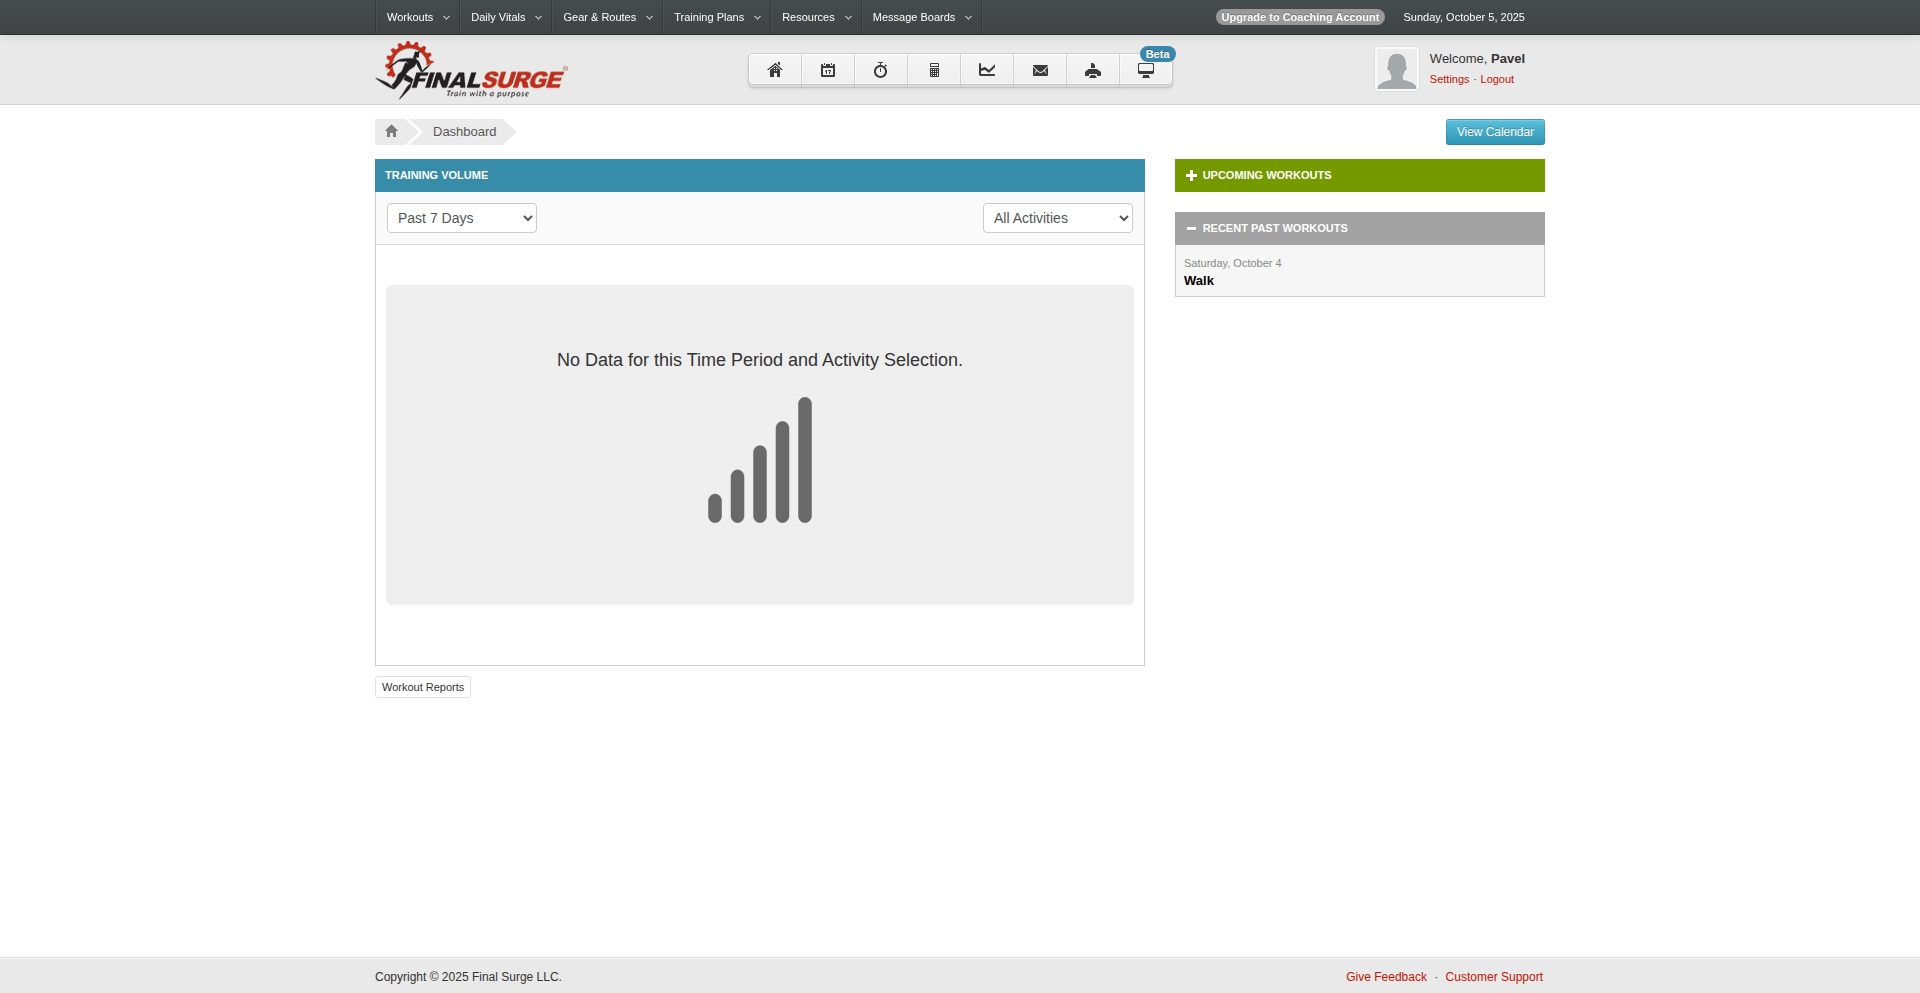 Workouts
Daily Vitals
Gear & Routes
Training Plans
Resources
Message Boards
Upgrade to Coaching Account
Sunday, October 5, 2025
FINALSURGE®
Train with a purpose
17
Beta
Welcome, Pavel
Settings · Logout
Dashboard
View Calendar
TRAINING VOLUME
Past 7 Days
All Activities
No Data for this Time Period and Activity Selection.
Workout Reports
UPCOMING WORKOUTS
RECENT PAST WORKOUTS
Saturday, October 4
Walk
Copyright © 2025 Final Surge LLC.
Give Feedback · Customer Support